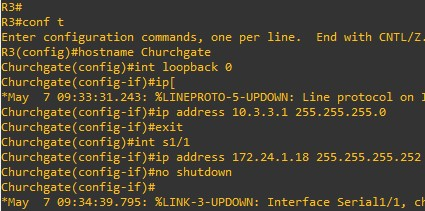 R3#
R3#conf t
Enter configuration commands, one per line.  End with CNTL/Z.
R3(config)#hostname Churchgate
Churchgate(config)#int loopback 0
Churchgate(config-if)#ip[
*May  7 09:33:31.243: %LINEPROTO-5-UPDOWN: Line protocol on
Churchgate(config-if)#ip address 10.3.3.1 255.255.255.0
Churchgate(config-if)#exit
Churchgate(config)#int s1/1
Churchgate(config-if)#ip address 172.24.1.18 255.255.255.252
Churchgate(config-if)#no shutdown
Churchgate(config-if)#
*May  7 09:34:39.795: %LINK-3-UPDOWN: Interface Serial1/1, ch